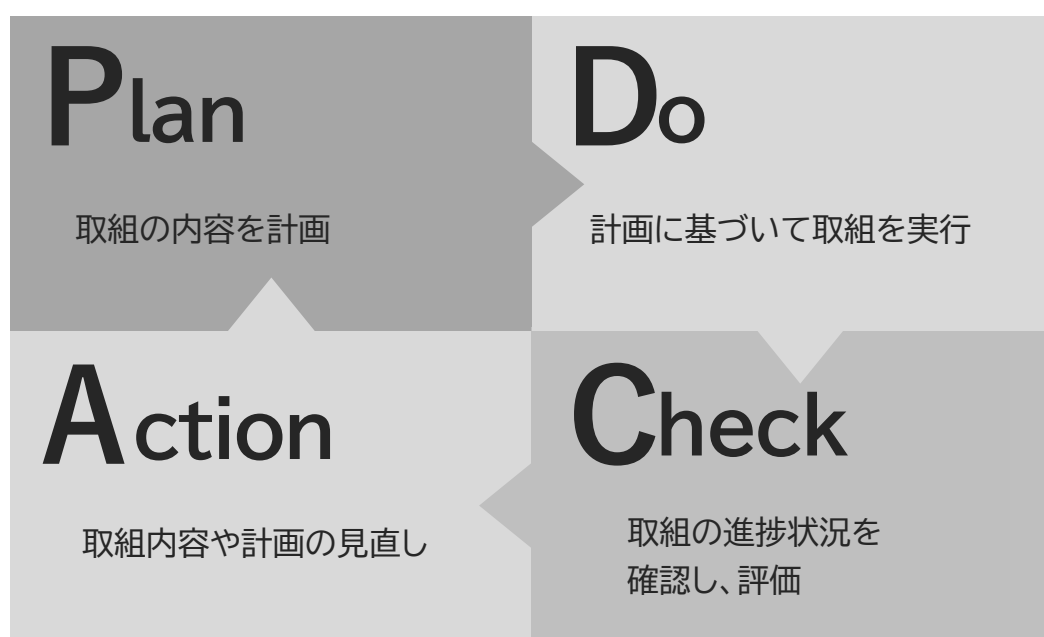 Plan
取組の内容を計画
Do
計画に基づいて取組を実行
Action
取組内容や計画の見直し
Check
取組の進捗状況を
確認し、評価